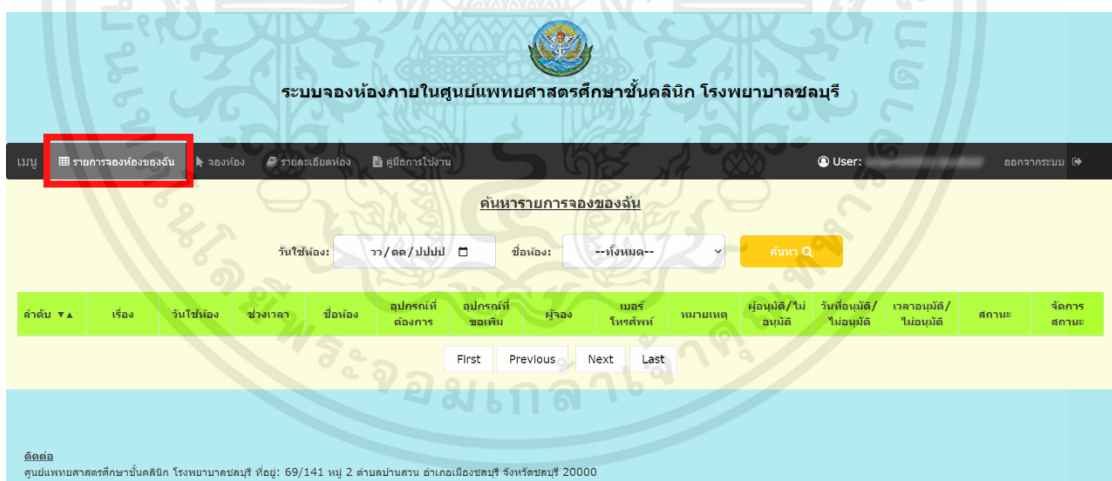 ระบบจองห้องภายในศูนย์แพทยศาสตรศึกษาชั้นคลินิก โรงพยาบาลชลบุรี
เมนู รายการจองห้องของฉัน จองห้อง รายละเอียดห้อง คู่มือการใช้งาน User: ออกจากระบบ
ค้นหารายการจองของฉัน
วันใช้ห้อง: วว/ดด/ปปปป ชื่อห้อง: --ทั้งหมด-- ค้นหา
ลำดับ ▼▲ เรื่อง วันใช้ห้อง ช่วงเวลา ชื่อห้อง อุปกรณ์ที่ต้องการ อุปกรณ์ที่ขอเพิ่ม ผู้จอง เบอร์โทรศัพท์ หมายเหตุ ผู้อนุมัติ/ไม่อนุมัติ วันที่อนุมัติ/ไม่อนุมัติ เวลาอนุมัติ/ไม่อนุมัติ สถานะ จัดการสถานะ
First Previous Next Last
ติดต่อ
ศูนย์แพทยศาสตรศึกษาชั้นคลินิก โรงพยาบาลชลบุรี ที่อยู่: 69/141 หมู่ 2 ตำบลบ้านสวน อำเภอเมืองชลบุรี จังหวัดชลบุรี 20000